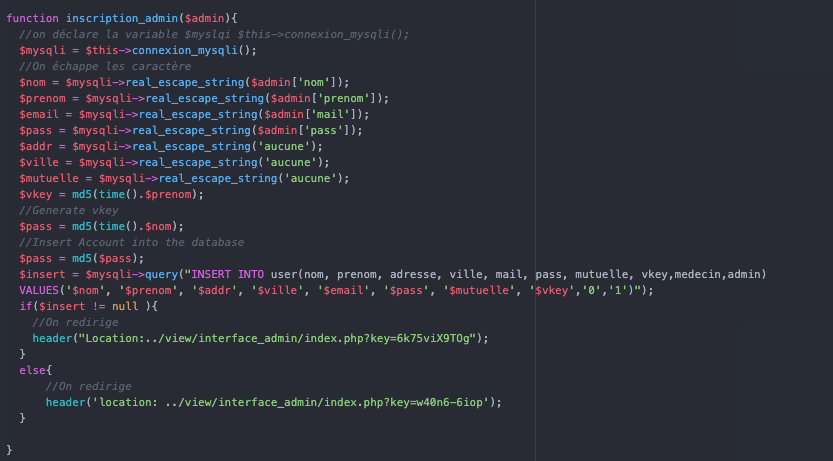 function inscription_admin($admin){
//on déclare la variable $myslqi $this->connexion_mysqli();
$mysqli = $this->connexion_mysqli();
//On échappe les caractère
$nom = $mysqli->real_escape_string($admin['nom']);
$prenom = $mysqli->real_escape_string($admin['prenom']);
$email = $mysqli->real_escape_string($admin['mail']);
$pass = $mysqli->real_escape_string($admin['pass']);
$addr = $mysqli->real_escape_string('aucune');
$ville = $mysqli->real_escape_string('aucune');
$mutuelle = $mysqli->real_escape_string('aucune');
$vkey = md5(time().$prenom);
//Generate vkey
$pass = md5(time().$nom);
//Insert Account into the database
$pass = md5($pass);
$insert = $mysqli->query("INSERT INTO user(nom, prenom, adresse, ville, mail, pass, mutuelle, vkey,medecin,admin)
VALUES('$nom', '$prenom', '$addr', '$ville', '$email', '$pass', '$mutuelle', '$vkey','0','1')");
if($insert != null ){
//On redirige
header("Location:../view/interface_admin/index.php?key=6k75viX9TOg");
}
else{
//On redirige
header('location: ../view/interface_admin/index.php?key=w40n6-6iop');
}
}